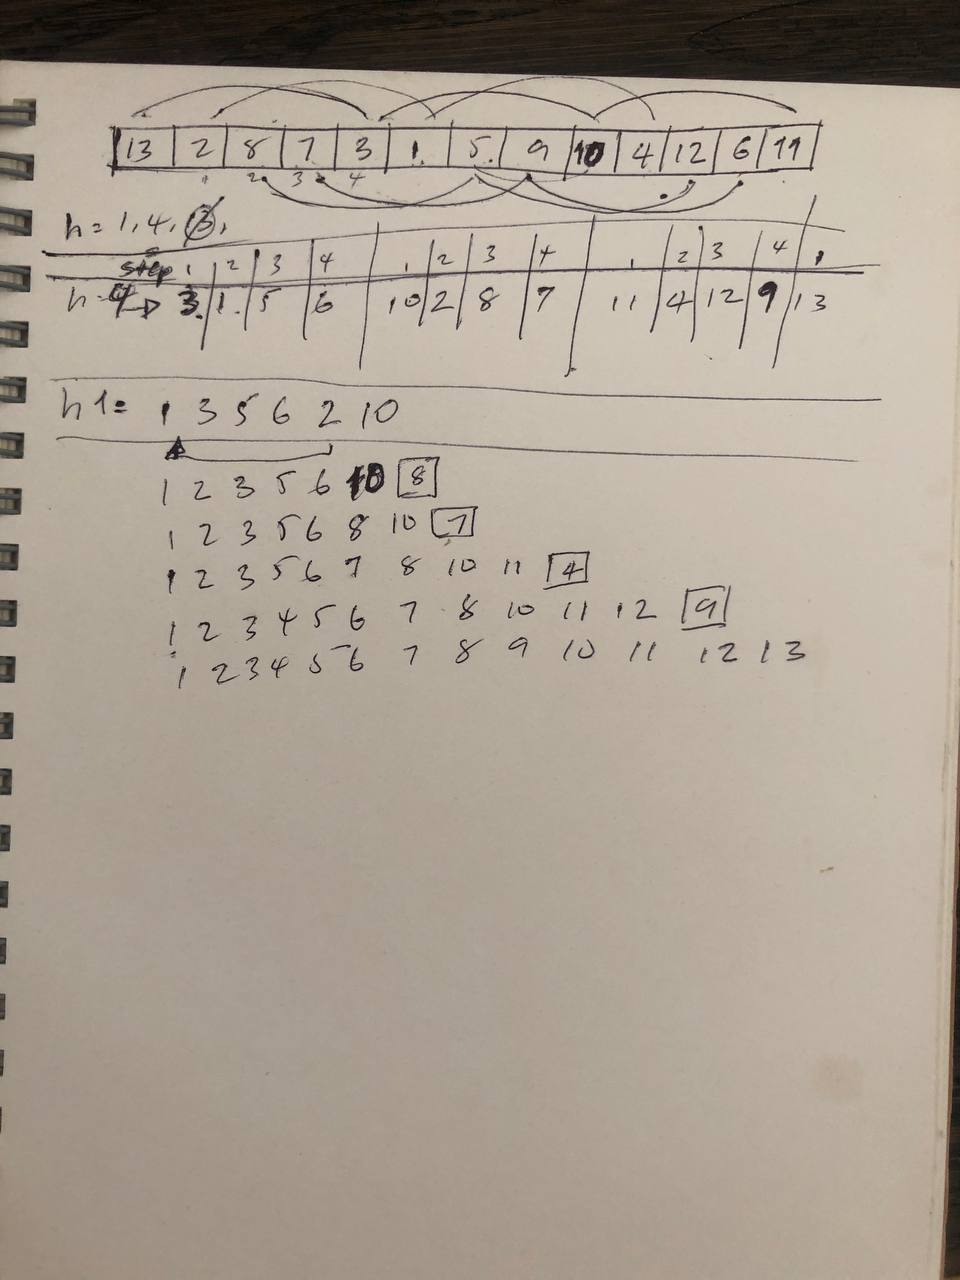 13 2 8 7 3 1 5 9 10 4 12 6 11
2 3 4
h = 1, 4, 13,
step 1 2 3 4 1 2 3 4 1 2 3 4 1
h=4 → 3 1 5 6 10 2 8 7 11 4 12 9 13
h1= 1 3 5 6 2 10
1 2 3 5 6 10 8
1 2 3 5 6 8 10 7
1 2 3 5 6 7 8 10 11 4
1 2 3 4 5 6 7 8 10 11 12 9
1 2 3 4 5 6 7 8 9 10 11 12 13